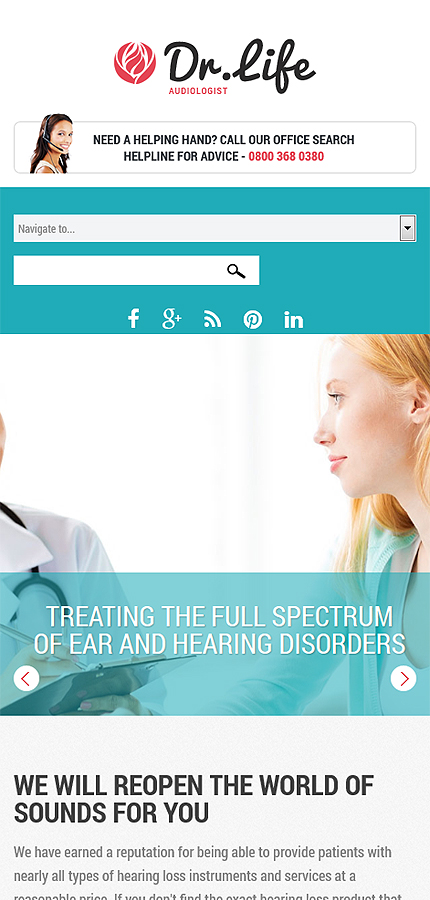 Dr.Life
AUDIOLOGIST
NEED A HELPING HAND? CALL OUR OFFICE SEARCH
HELPLINE FOR ADVICE - 0800 368 0380
Navigate to...
TREATING THE FULL SPECTRUM
OF EAR AND HEARING DISORDERS
WE WILL REOPEN THE WORLD OF
SOUNDS FOR YOU
We have earned a reputation for being able to provide patients with
nearly all types of hearing loss instruments and services at a
reasonable price. If you don't find the exact hearing loss product that